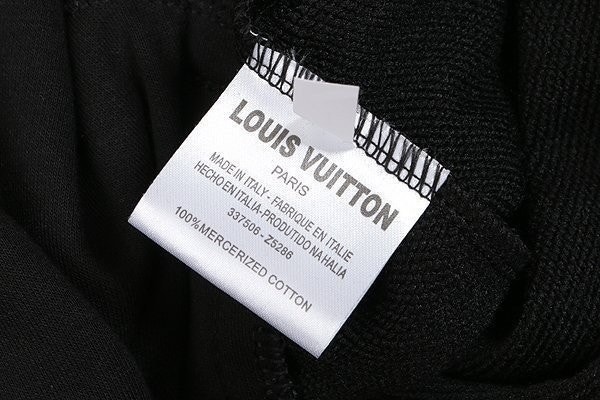 LOUIS VUITTON
PARIS
MADE IN ITALY - FABRIQUE EN ITALIE
HECHO EN ITALIA-PRODUTIDO NA HALIA
337506 - Z5286
100%MERCERIZED COTTON